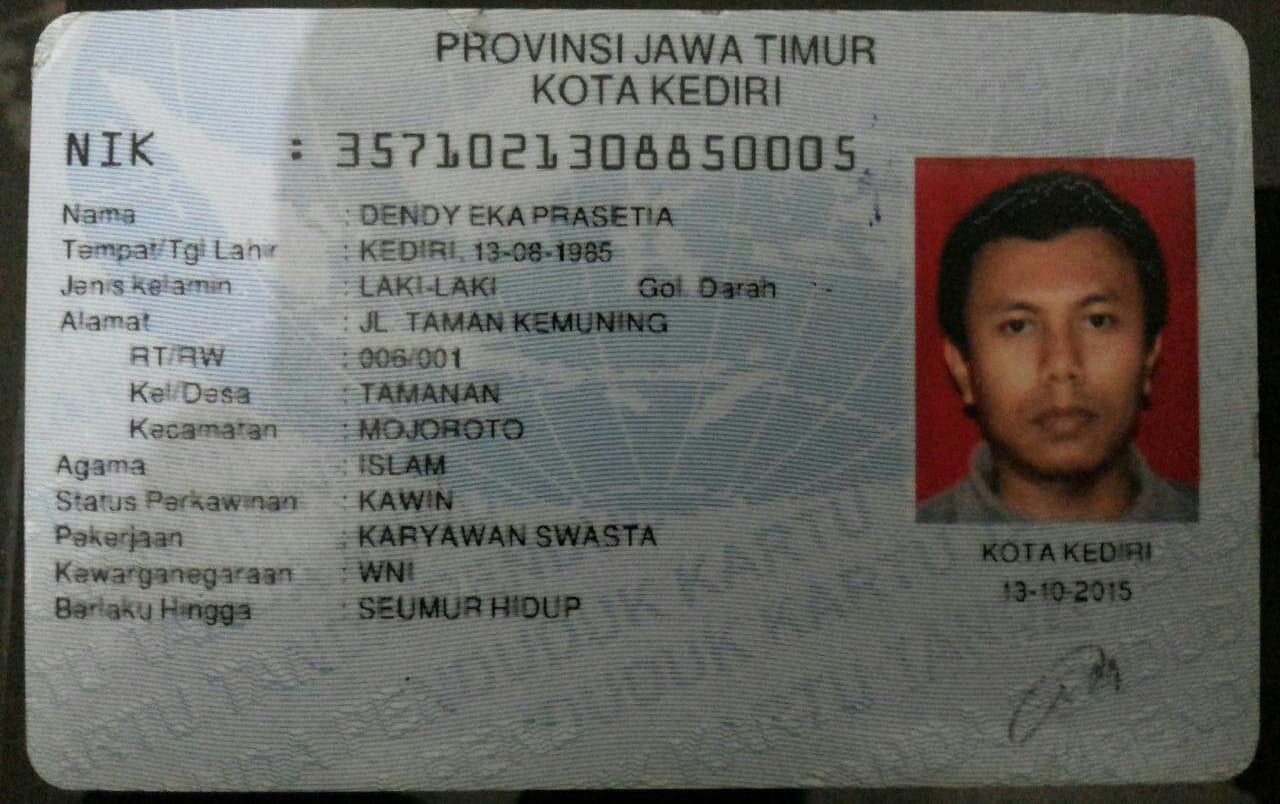 PROVINSI JAWA TIMUR
KOTA KEDIRI
NIK : 3571021308850005
Nama : DENDY EKA PRASETIA
Tempat/Tgl Lahir : KEDIRI, 13-08-1985
Jenis kelamin : LAKI-LAKI Gol. Darah : -
Alamat : JL. TAMAN KEMUNING
RT/RW : 006/001
Kel/Desa : TAMANAN
Kecamatan : MOJOROTO
Agama : ISLAM
Status Perkawinan : KAWIN
Pekerjaan : KARYAWAN SWASTA
Kewarganegaraan : WNI
Berlaku Hingga : SEUMUR HIDUP
KOTA KEDIRI
13-10-2015